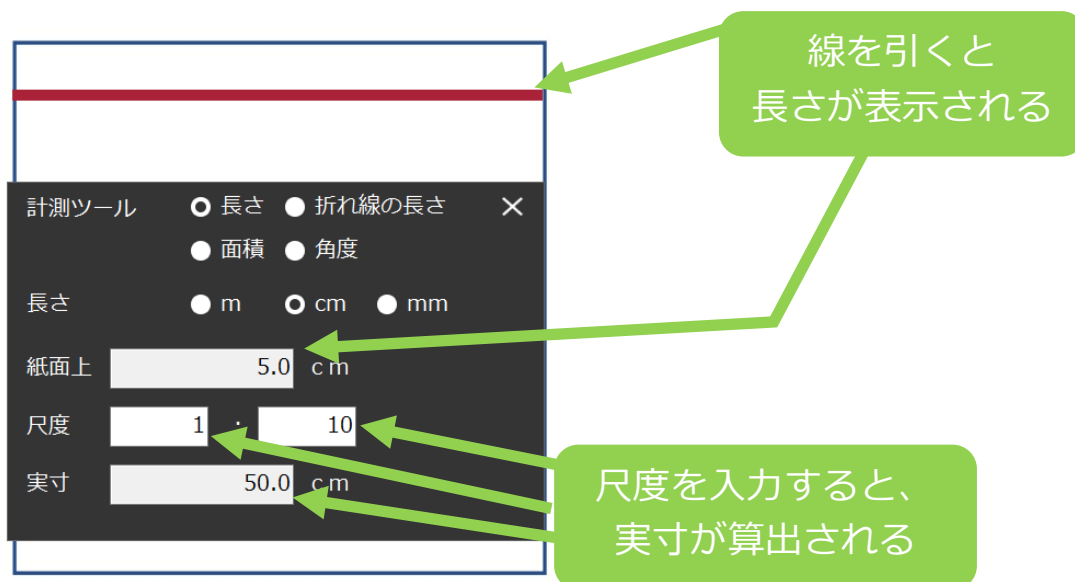 線を引くと
長さが表示される
計測ツール 長さ 折れ線の長さ ×
面積 角度
長さ m cm mm
紙面上 5.0 cm
尺度 1 : 10
実寸 50.0 cm
尺度を入力すると、
実寸が算出される